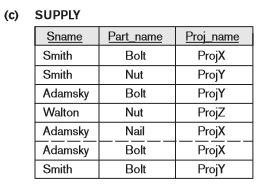 (c) SUPPLY
Sname Part_name Proj_name
Smith Bolt ProjX
Smith Nut ProjY
Adamsky Bolt ProjY
Walton Nut ProjZ
Adamsky Nail ProjX
Adamsky Bolt ProjX
Smith Bolt ProjY